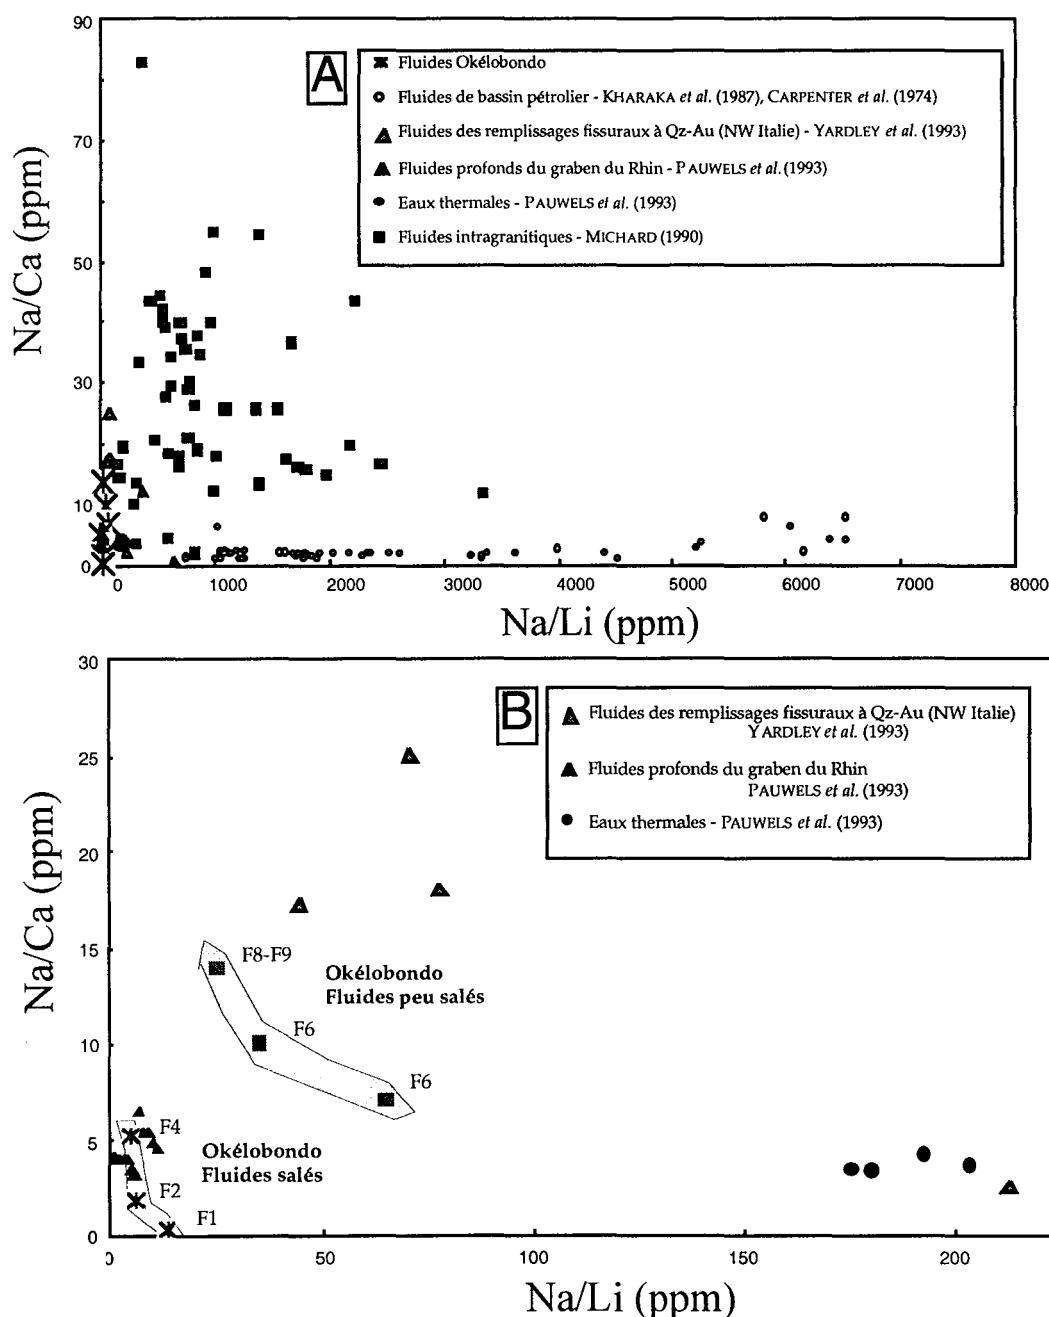 90
70
50
30
10
0
Na/Ca (ppm)
A
Fluides Okélobondo
Fluides de bassin pétrolier - KHARAKA et al. (1987), CARPENTER et al. (1974)
Fluides des remplissages fissuraux à Qz-Au (NW Italie) - YARDLEY et al. (1993)
Fluides profonds du graben du Rhin - PAUWELS et al. (1993)
Eaux thermales - PAUWELS et al. (1993)
Fluides intragranitiques - MICHARD (1990)
0 1000 2000 3000 4000 5000 6000 7000 8000
Na/Li (ppm)
30
25
20
15
10
5
0
Na/Ca (ppm)
B
Fluides des remplissages fissuraux à Qz-Au (NW Italie)
YARDLEY et al. (1993)
Fluides profonds du graben du Rhin
PAUWELS et al. (1993)
Eaux thermales - PAUWELS et al. (1993)
F8-F9
Okélobondo
Fluides peu salés
F6
F6
F4
Okélobondo
Fluides salés
F2
F1
0 50 100 150 200
Na/Li (ppm)